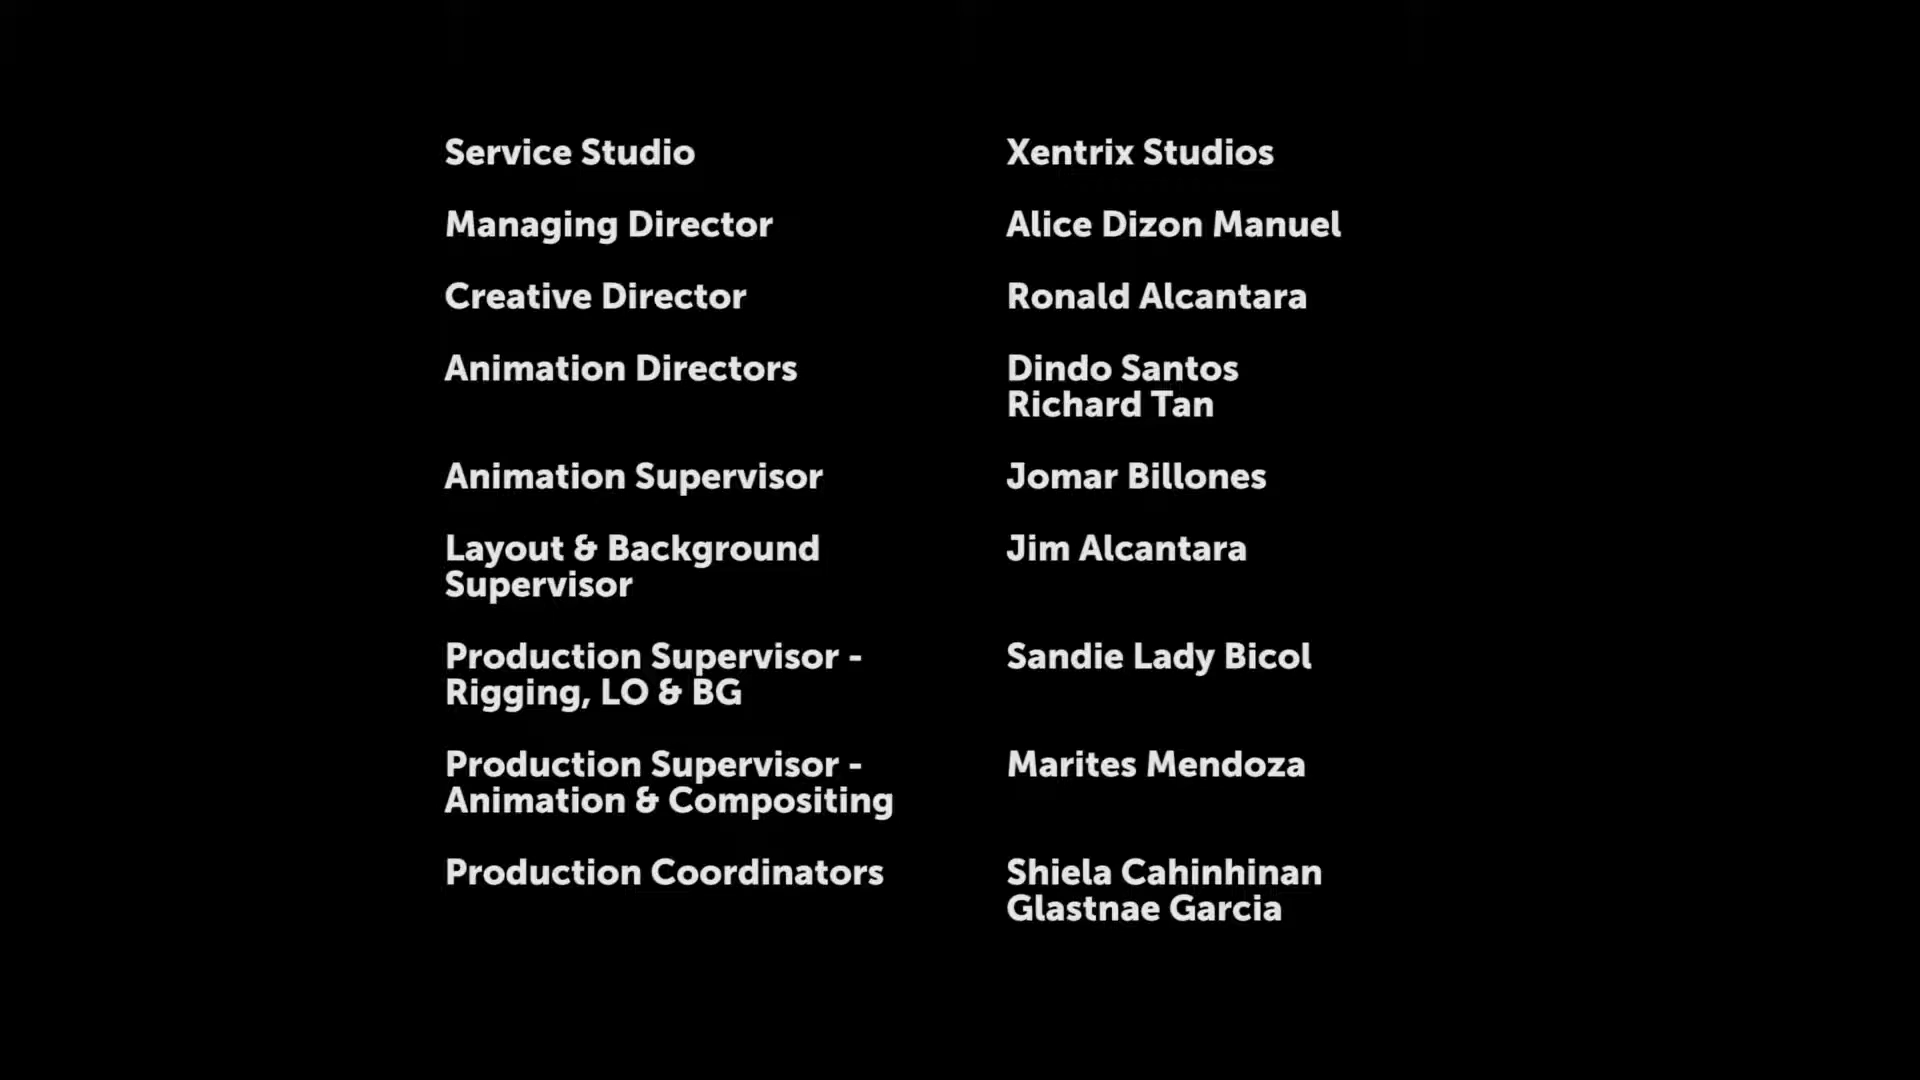 Service Studio Xentrix Studios
Managing Director Alice Dizon Manuel
Creative Director Ronald Alcantara
Animation Directors Dindo Santos
Richard Tan
Animation Supervisor Jomar Billones
Layout & Background Jim Alcantara
Supervisor
Production Supervisor - Sandie Lady Bicol
Rigging, LO & BG
Production Supervisor - Marites Mendoza
Animation & Compositing
Production Coordinators Shiela Cahinhinan
Glastnae Garcia